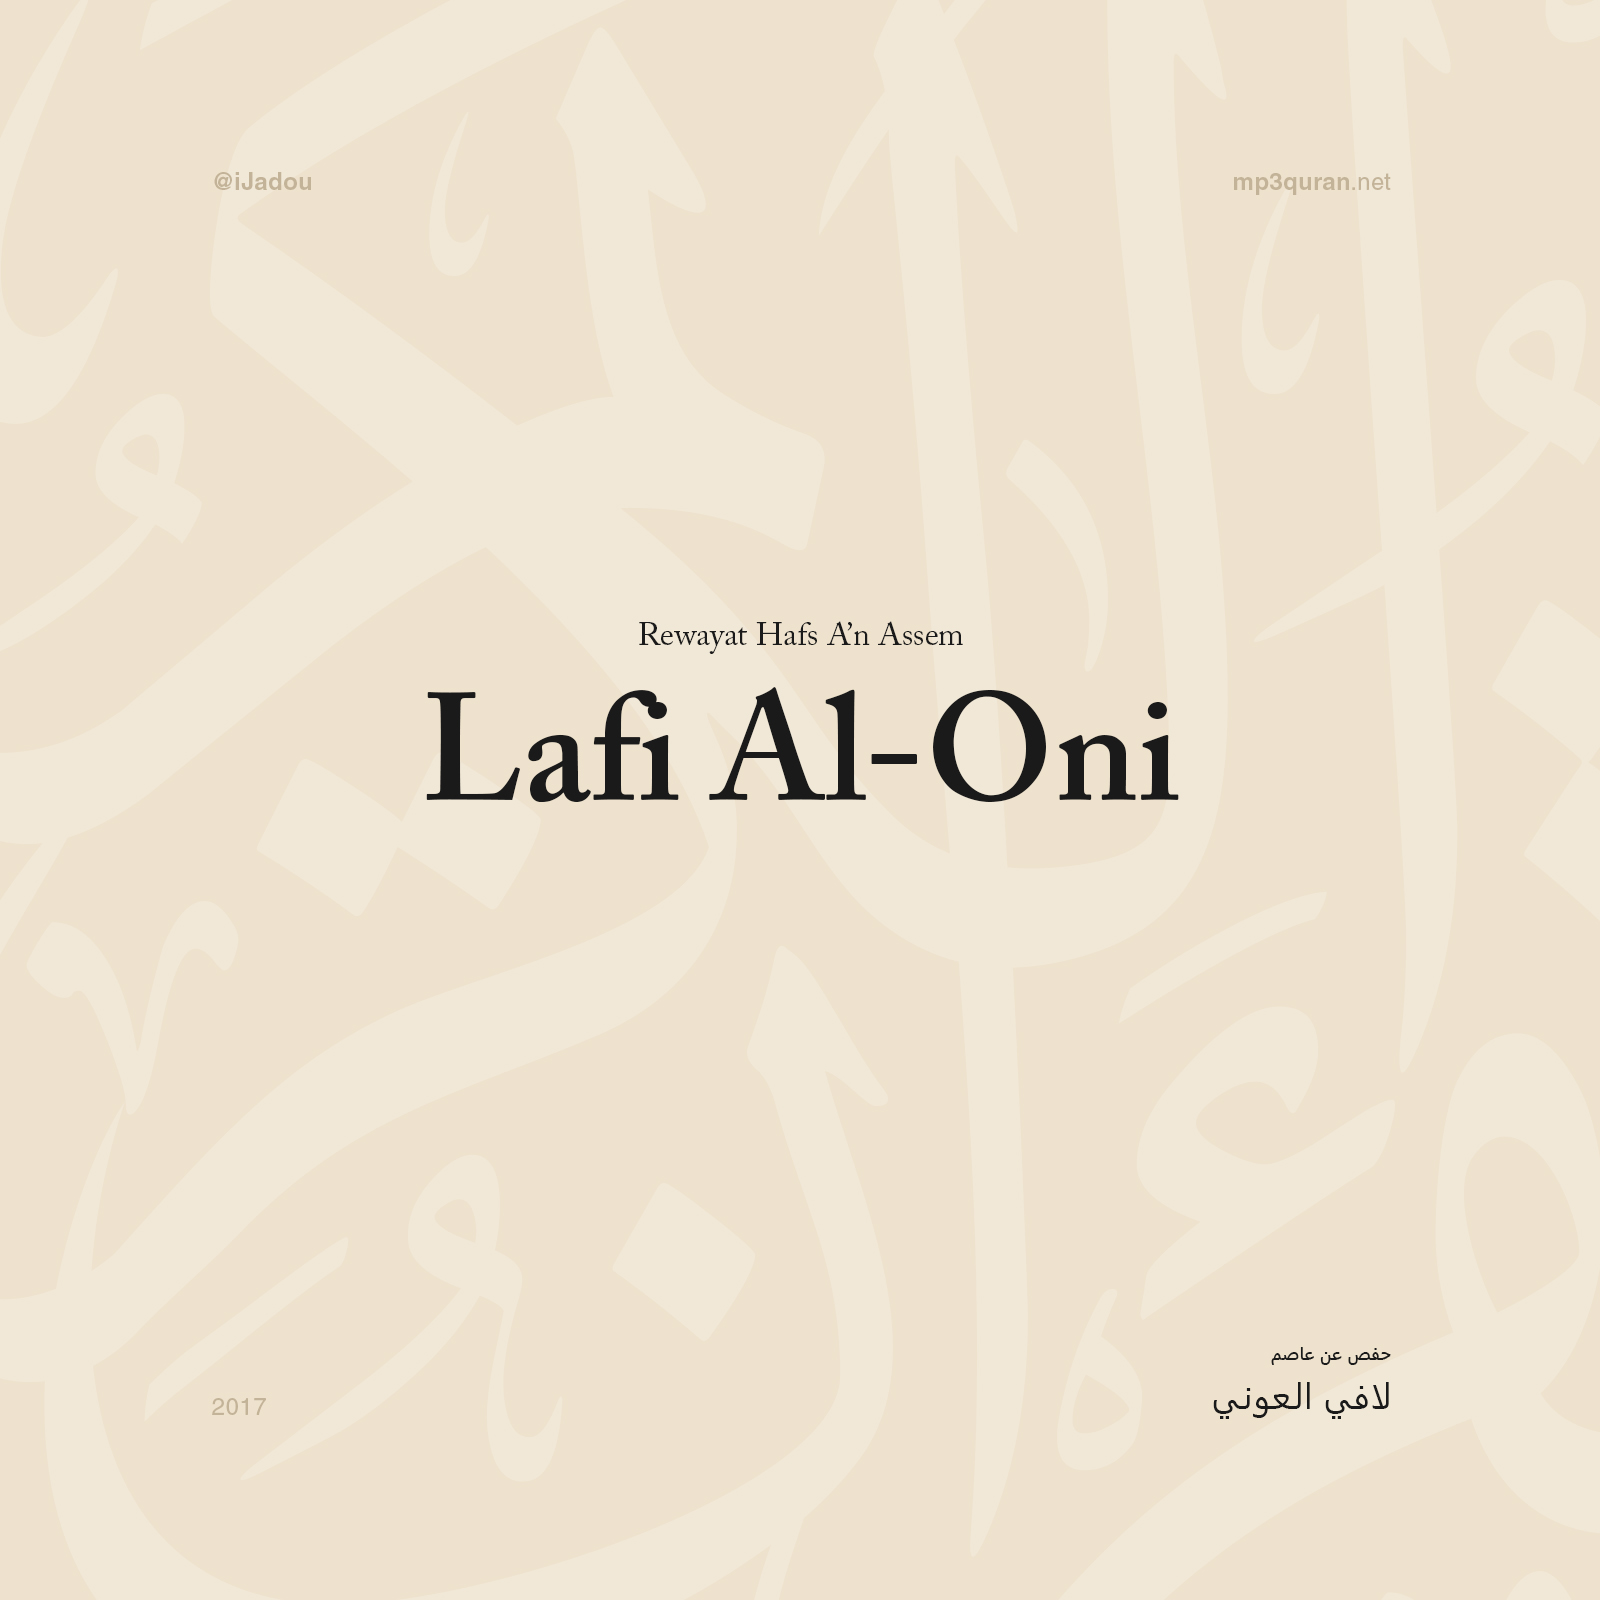 @iJadou
mp3quran.net
Rewayat Hafs A’n Assem
Lafi Al-Oni
حفص عن عاصم
لافي العوني
2017